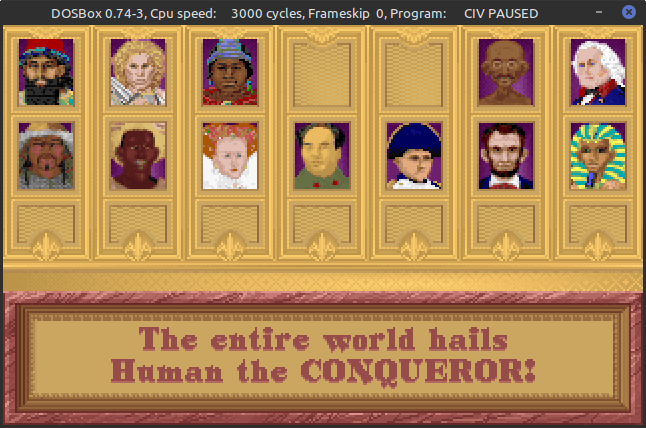 DOSBox 0.74-3, Cpu speed:    3000 cycles, Frameskip  0, Program:      CIV PAUSED
The entire world hails
Human the CONQUEROR!